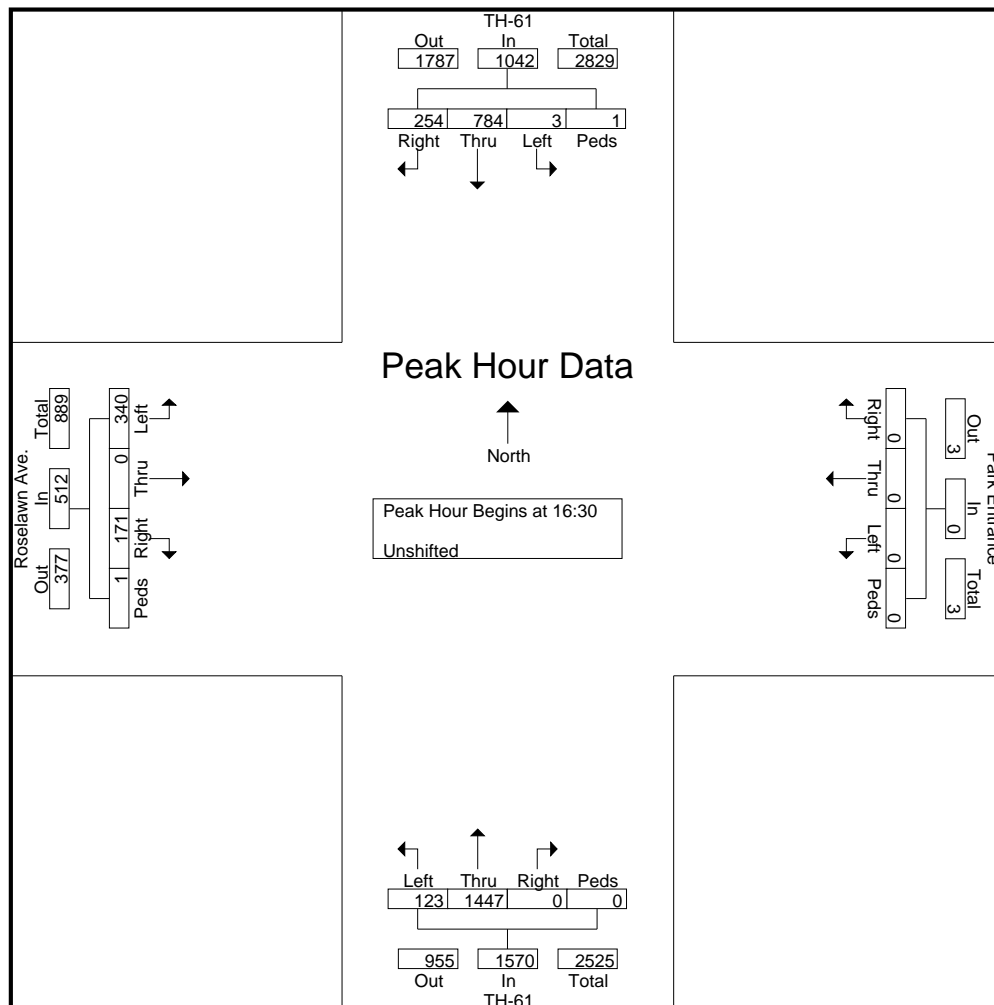 TH-61
Out In Total
1787 1042 2829
254 784 3 1
Right Thru Left Peds
Peak Hour Data
North
Peak Hour Begins at 16:30
Unshifted
Roselawn Ave.
Out In Total
377 512 889
340 0 171 1
Left Thru Right Peds
Park Entrance
Out In Total
3 0 3
0 0 0 0
Right Thru Left Peds
Left Thru Right Peds
123 1447 0 0
955 1570 2525
Out In Total
TH-61